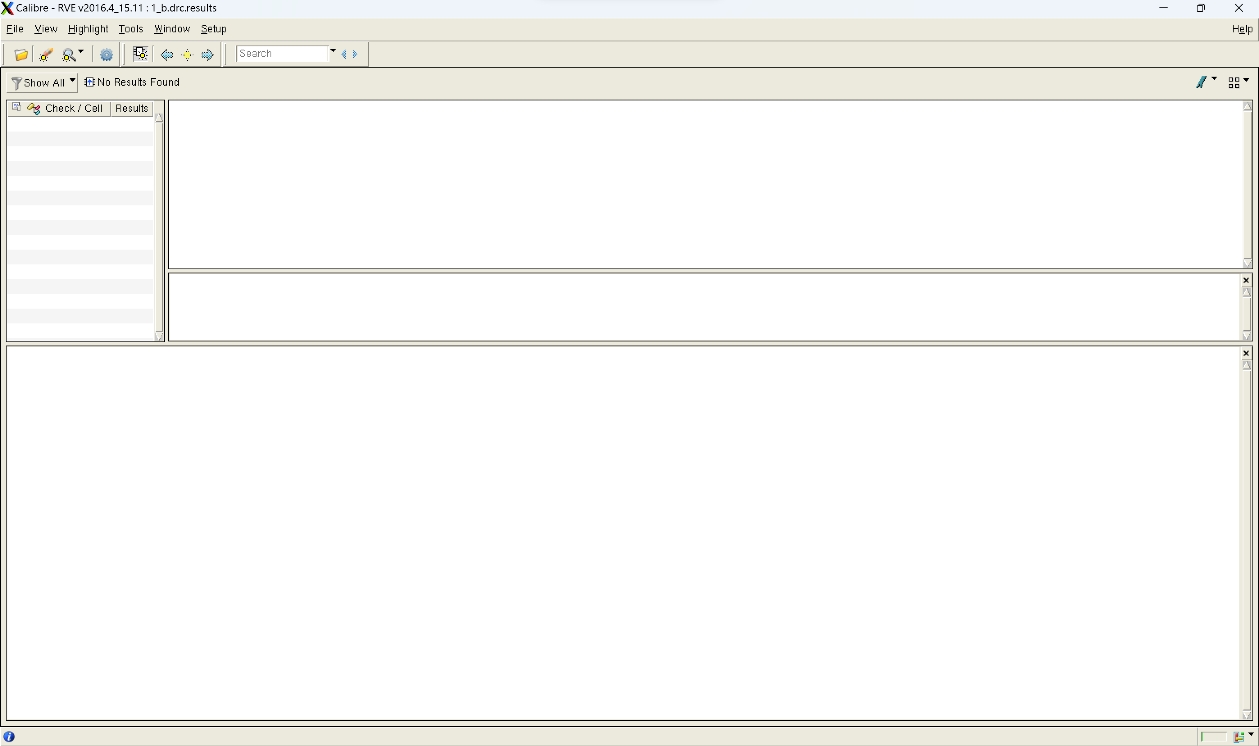 Calibre - RVE v2016.4_15.11 : 1_b.drc.results
File View Highlight Tools Window Setup Help
Search
Show All No Results Found
Check / Cell Results